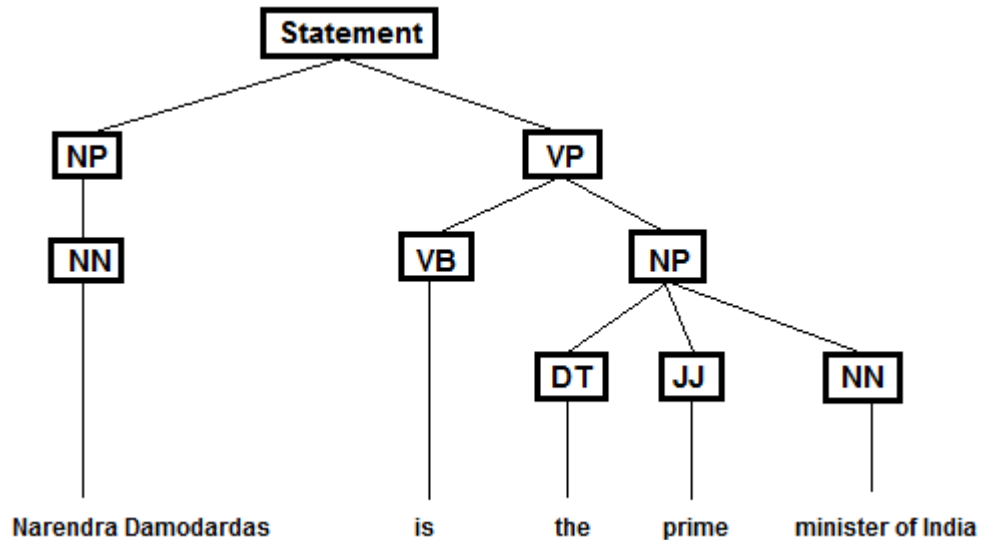 Statement
NP VP
NN VB NP
DT JJ NN
Narendra Damodardas is the prime minister of India